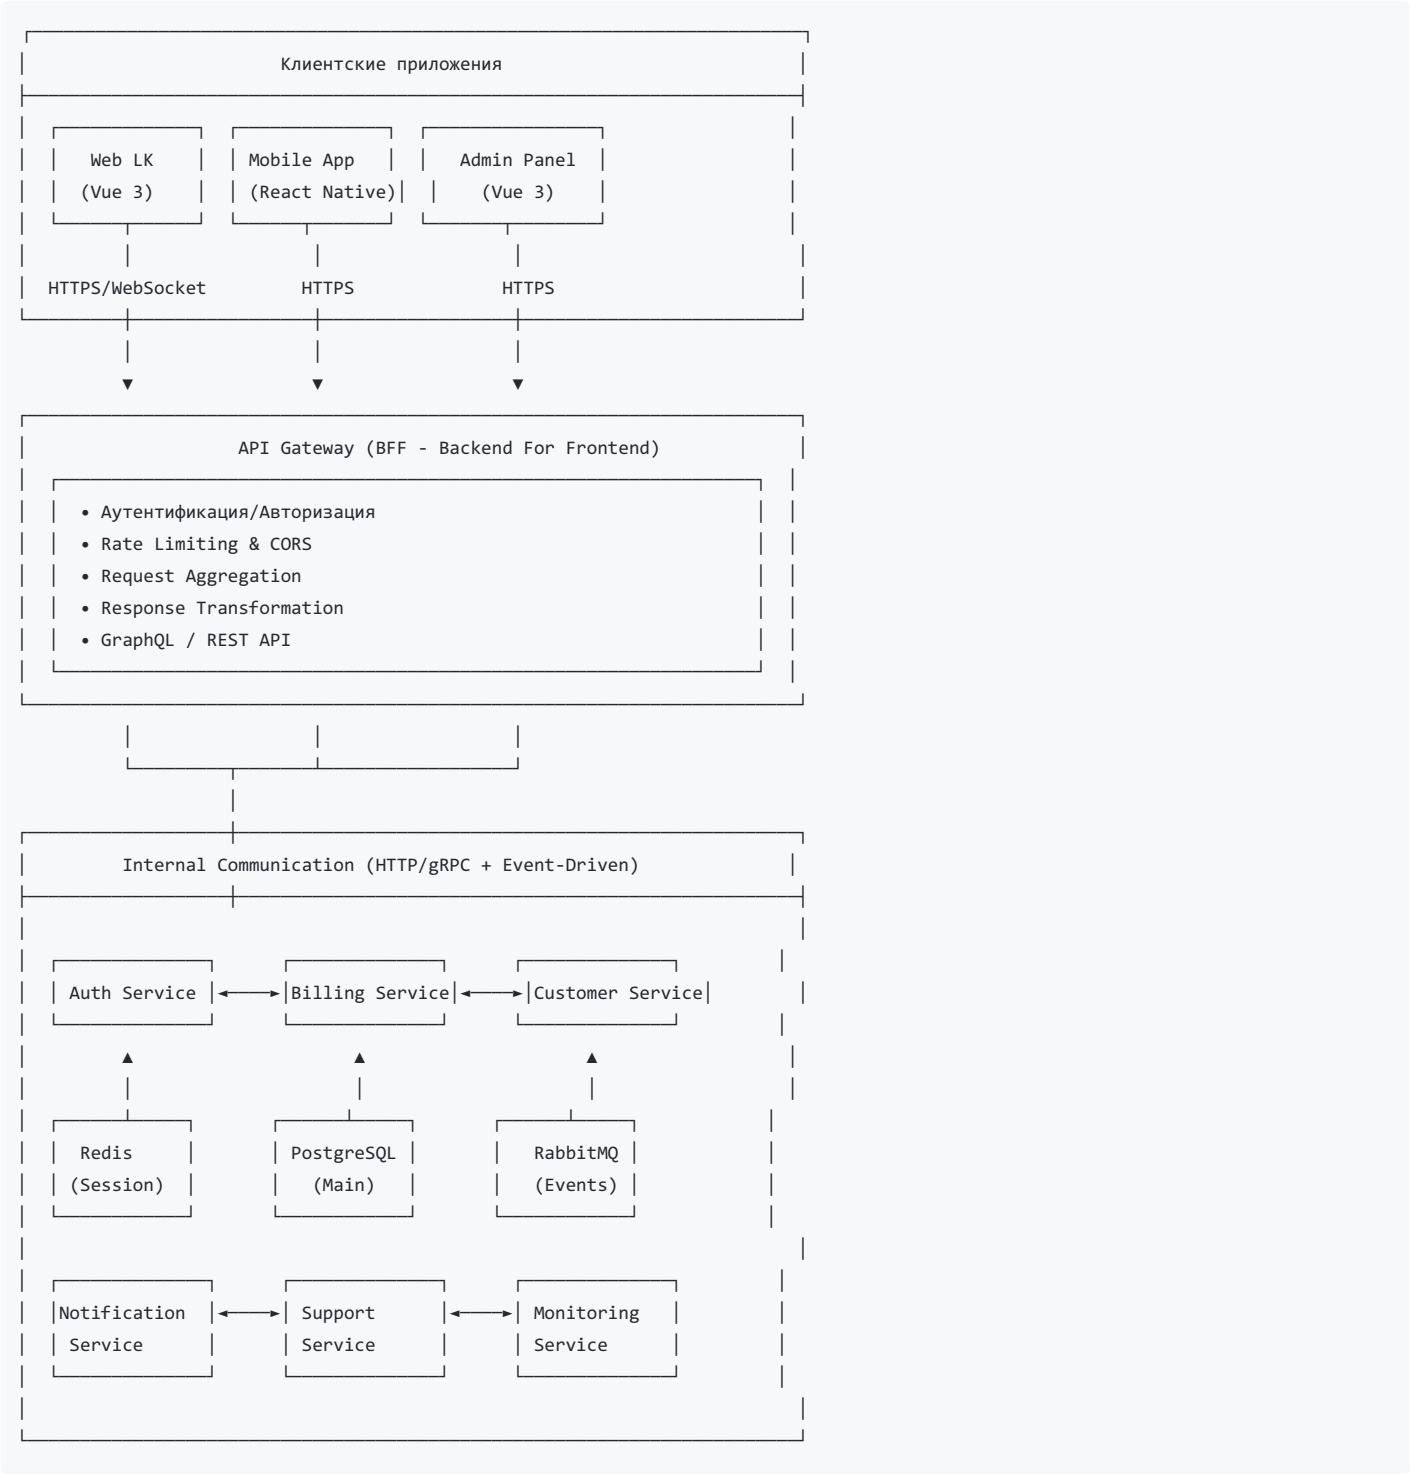 Клиентские приложения
Web LK Mobile App Admin Panel
(Vue 3) (React Native) (Vue 3)
HTTPS/WebSocket HTTPS HTTPS
API Gateway (BFF - Backend For Frontend)
• Аутентификация/Авторизация
• Rate Limiting & CORS
• Request Aggregation
• Response Transformation
• GraphQL / REST API
Internal Communication (HTTP/gRPC + Event-Driven)
Auth Service Billing Service Customer Service
Redis PostgreSQL RabbitMQ
(Session) (Main) (Events)
Notification Support Monitoring
Service Service Service